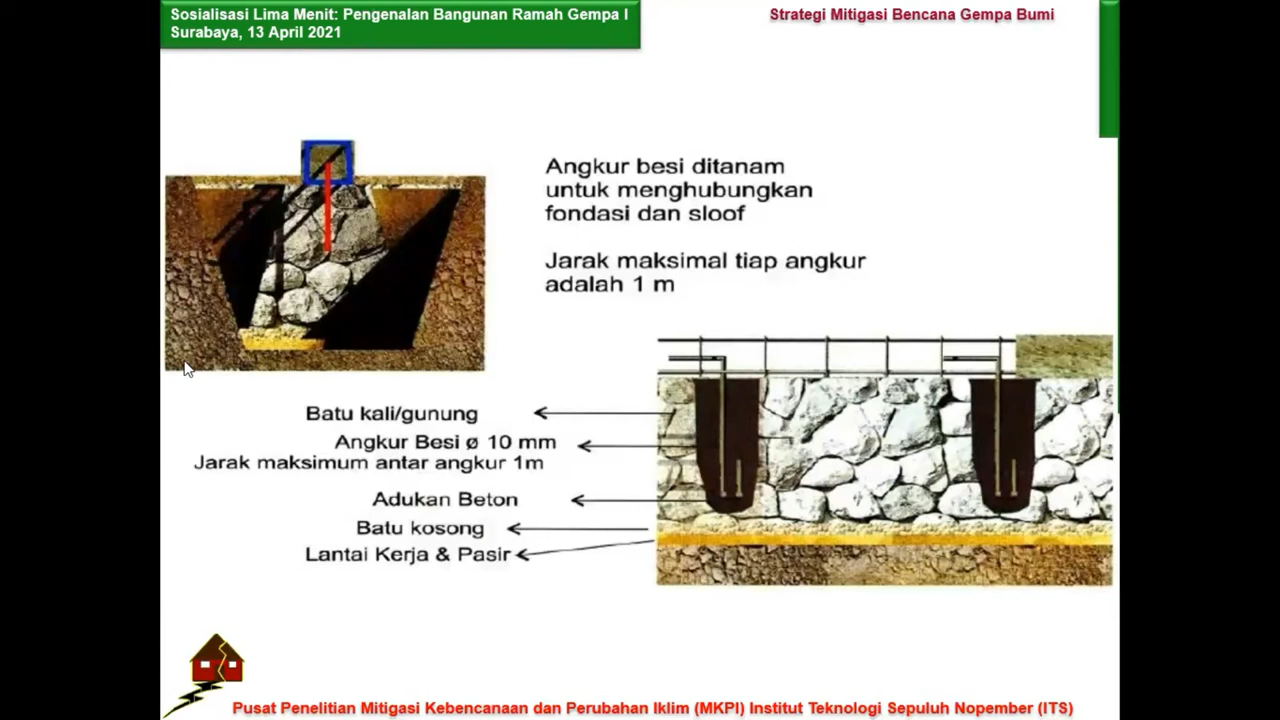 Sosialisasi Lima Menit: Pengenalan Bangunan Ramah Gempa I
Surabaya, 13 April 2021
Strategi Mitigasi Bencana Gempa Bumi
Angkur besi ditanam
untuk menghubungkan
fondasi dan sloof
Jarak maksimal tiap angkur
adalah 1 m
Batu kali/gunung
Angkur Besi ø 10 mm
Jarak maksimum antar angkur 1m
Adukan Beton
Batu kosong
Lantai Kerja & Pasir
Pusat Penelitian Mitigasi Kebencanaan dan Perubahan Iklim (MKPI) Institut Teknologi Sepuluh Nopember (ITS)